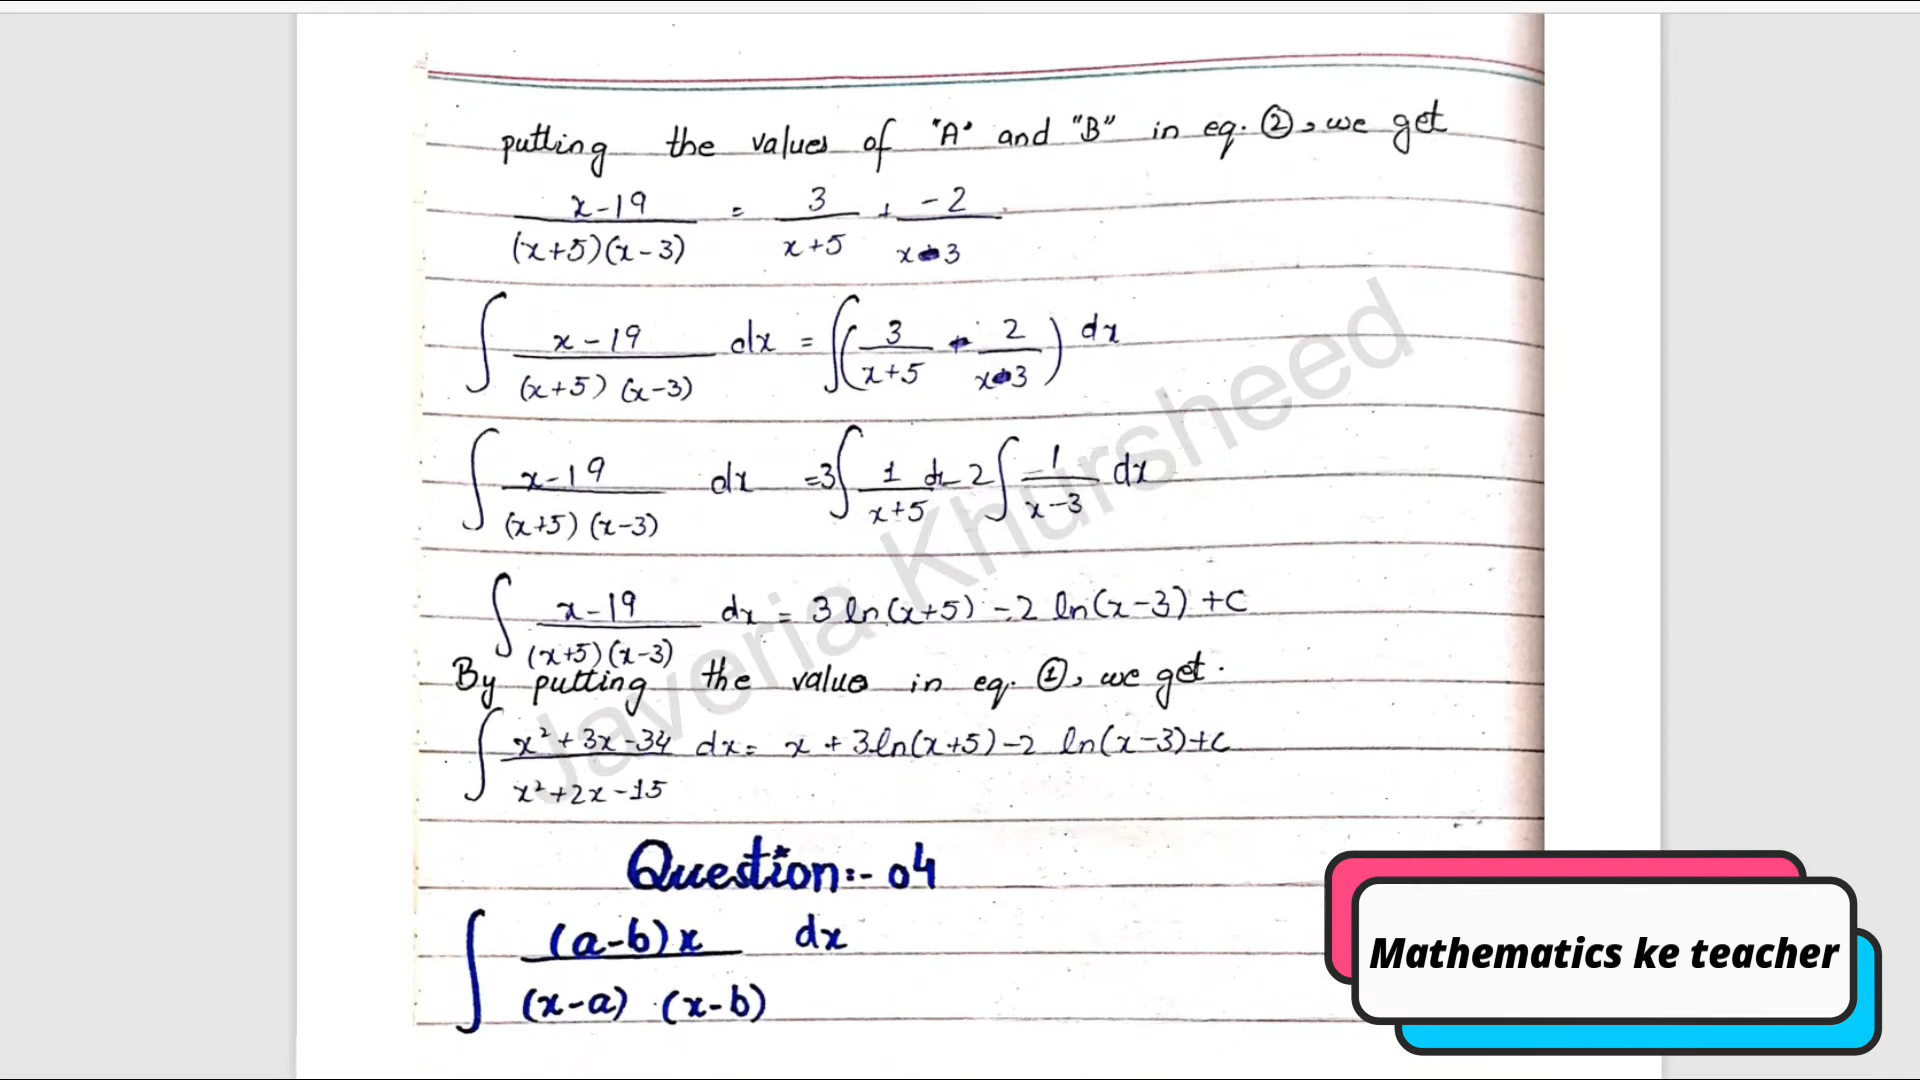 putting the values of "A" and "B" in eq. ②, we get
x-19 / (x+5)(x-3) = 3 / x+5 + -2 / x-3
∫ x-19 / (x+5) (x-3) dx = ∫ ( 3 / x+5 - 2 / x-3 ) dx
∫ x-19 / (x+5) (x-3) dx = 3 ∫ 1 / x+5 dx - 2 ∫ 1 / x-3 dx
∫ x-19 / (x+5)(x-3) dx = 3 ln(x+5) - 2 ln(x-3) +c
By putting the value in eq. ①, we get.
∫ x²+3x-34 / x²+2x-15 dx = x + 3 ln(x+5) - 2 ln(x-3)+c
Question:- 04
∫ (a-b)x / (x-a) (x-b) dx
Javeria Khursheed
Mathematics ke teacher